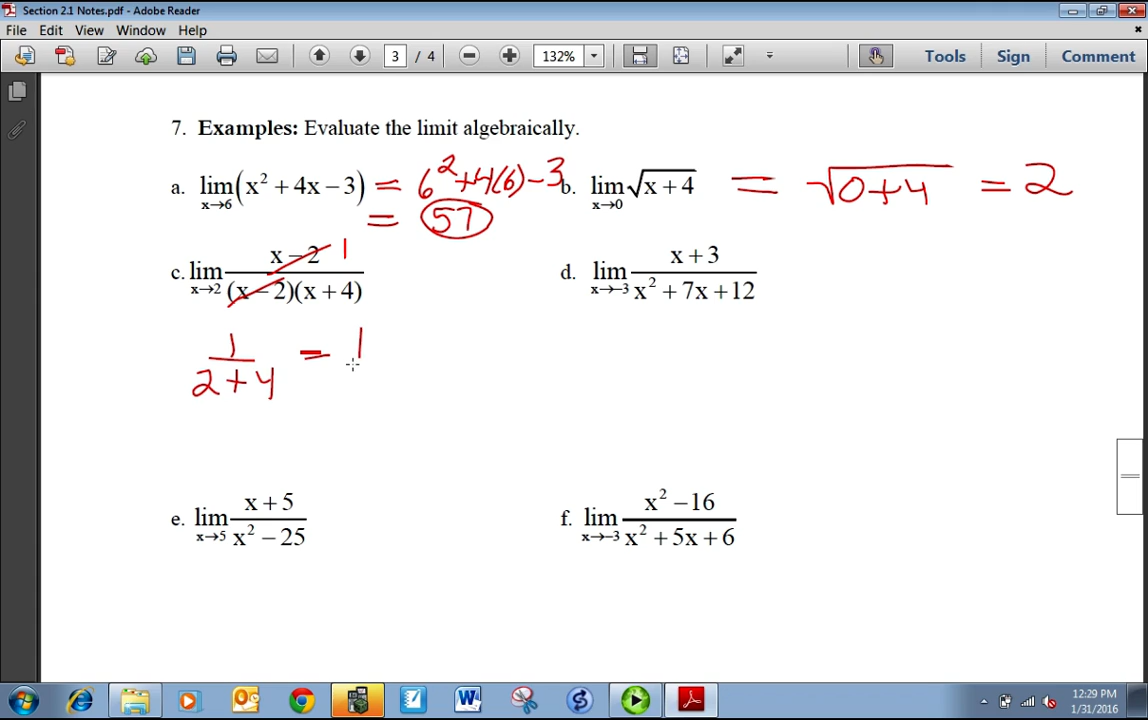 Section 2.1 Notes.pdf - Adobe Reader
File Edit View Window Help
3 / 4 132% Tools Sign Comment
7. Examples: Evaluate the limit algebraically.
a. lim x→6 (x² + 4x − 3) = 6² + 4(6) − 3
= 57
b. lim x→0 √(x + 4) = √(0+4) = 2
c. lim x→2 (x − 2) / ((x − 2)(x + 4)) 1
1 / (2 + 4) = 1
d. lim x→−3 (x + 3) / (x² + 7x + 12)
e. lim x→5 (x + 5) / (x² − 25)
f. lim x→−3 (x² − 16) / (x² + 5x + 6)
12:29 PM
1/31/2016